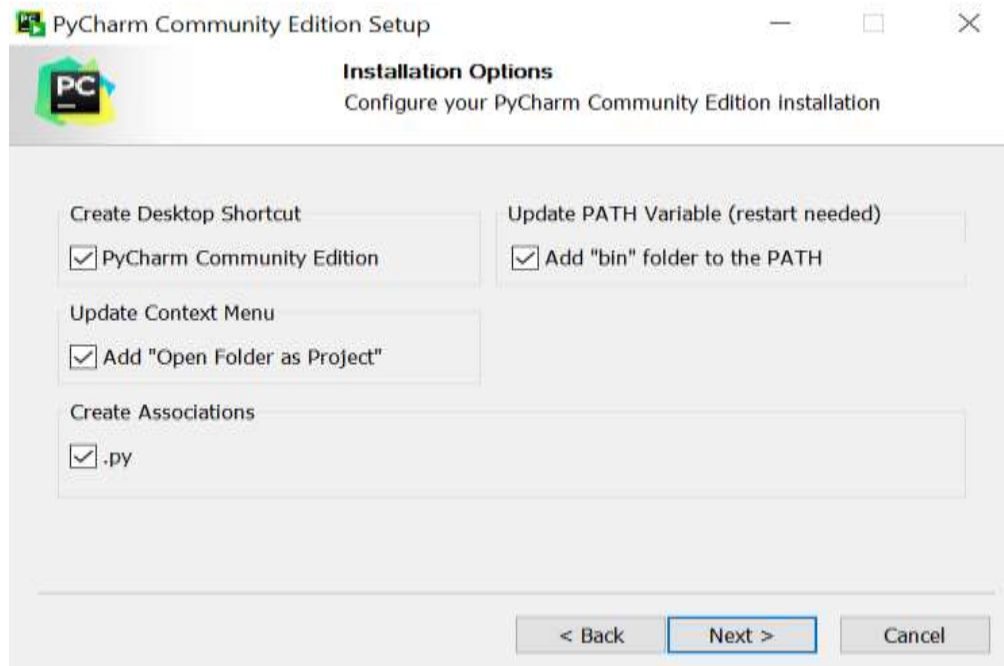 PyCharm Community Edition Setup
PC
Installation Options
Configure your PyCharm Community Edition installation
Create Desktop Shortcut
PyCharm Community Edition
Update PATH Variable (restart needed)
Add "bin" folder to the PATH
Update Context Menu
Add "Open Folder as Project"
Create Associations
.py
< Back
Next >
Cancel